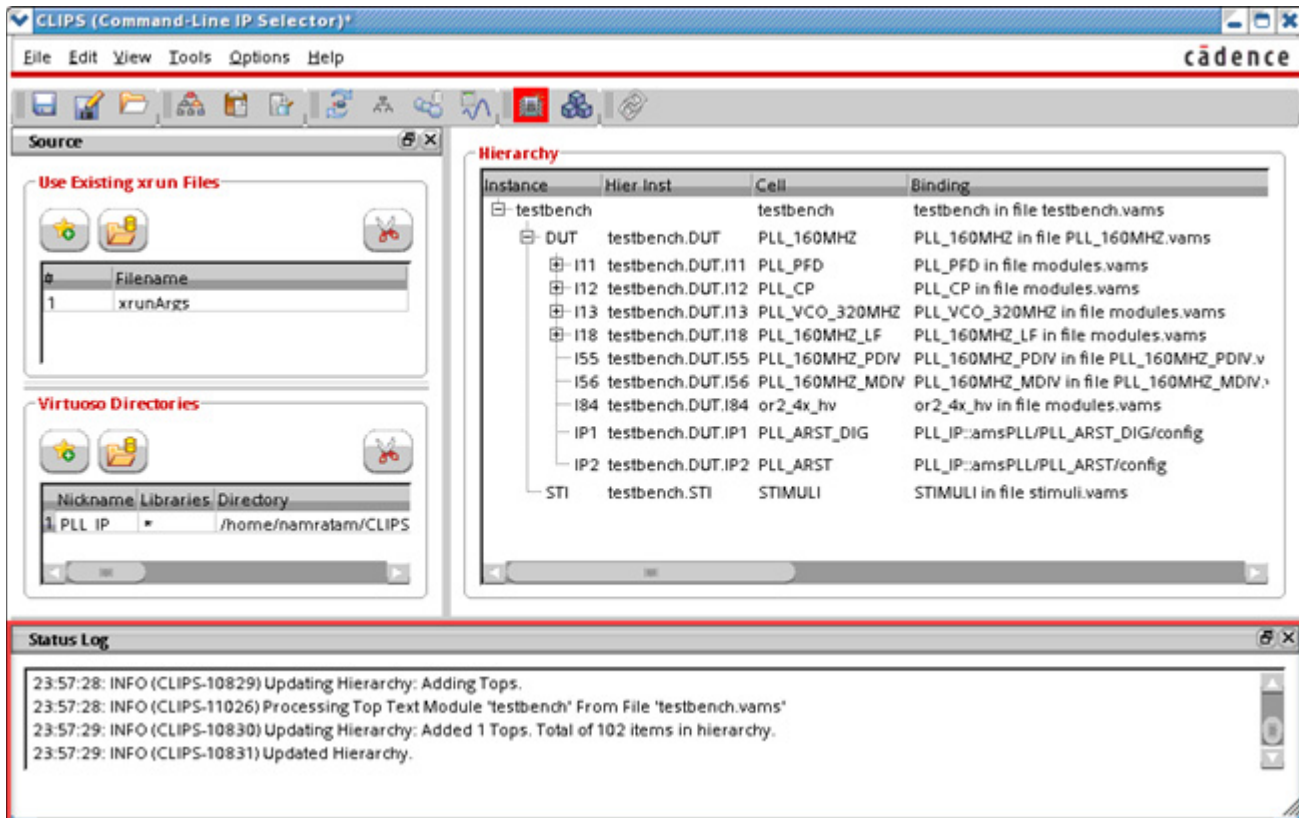 CLIPS (Command-Line IP Selector)*
File Edit View Tools Options Help
cādence
Source
Use Existing xrun Files
# Filename
1 xrunArgs
Virtuoso Directories
Nickname Libraries Directory
1 PLL_IP * /home/namratam/CLIPS
Hierarchy
Instance Hier Inst Cell Binding
testbench testbench testbench in file testbench.vams
DUT testbench.DUT PLL_160MHZ PLL_160MHZ in file PLL_160MHZ.vams
I11 testbench.DUT.I11 PLL_PFD PLL_PFD in file modules.vams
I12 testbench.DUT.I12 PLL_CP PLL_CP in file modules.vams
I13 testbench.DUT.I13 PLL_VCO_320MHZ PLL_VCO_320MHZ in file modules.vams
I18 testbench.DUT.I18 PLL_160MHZ_LF PLL_160MHZ_LF in file modules.vams
I55 testbench.DUT.I55 PLL_160MHZ_PDIV PLL_160MHZ_PDIV in file PLL_160MHZ_PDIV.v
I56 testbench.DUT.I56 PLL_160MHZ_MDIV PLL_160MHZ_MDIV in file PLL_160MHZ_MDIV.v
I84 testbench.DUT.I84 or2_4x_hv or2_4x_hv in file modules.vams
IP1 testbench.DUT.IP1 PLL_ARST_DIG PLL_IP::amsPLL/PLL_ARST_DIG/config
IP2 testbench.DUT.IP2 PLL_ARST PLL_IP::amsPLL/PLL_ARST/config
STI testbench.STI STIMULI STIMULI in file stimuli.vams
Status Log
23:57:28: INFO (CLIPS-10829) Updating Hierarchy: Adding Tops.
23:57:28: INFO (CLIPS-11026) Processing Top Text Module 'testbench' From File 'testbench.vams'
23:57:29: INFO (CLIPS-10830) Updating Hierarchy: Added 1 Tops. Total of 102 items in hierarchy.
23:57:29: INFO (CLIPS-10831) Updated Hierarchy.